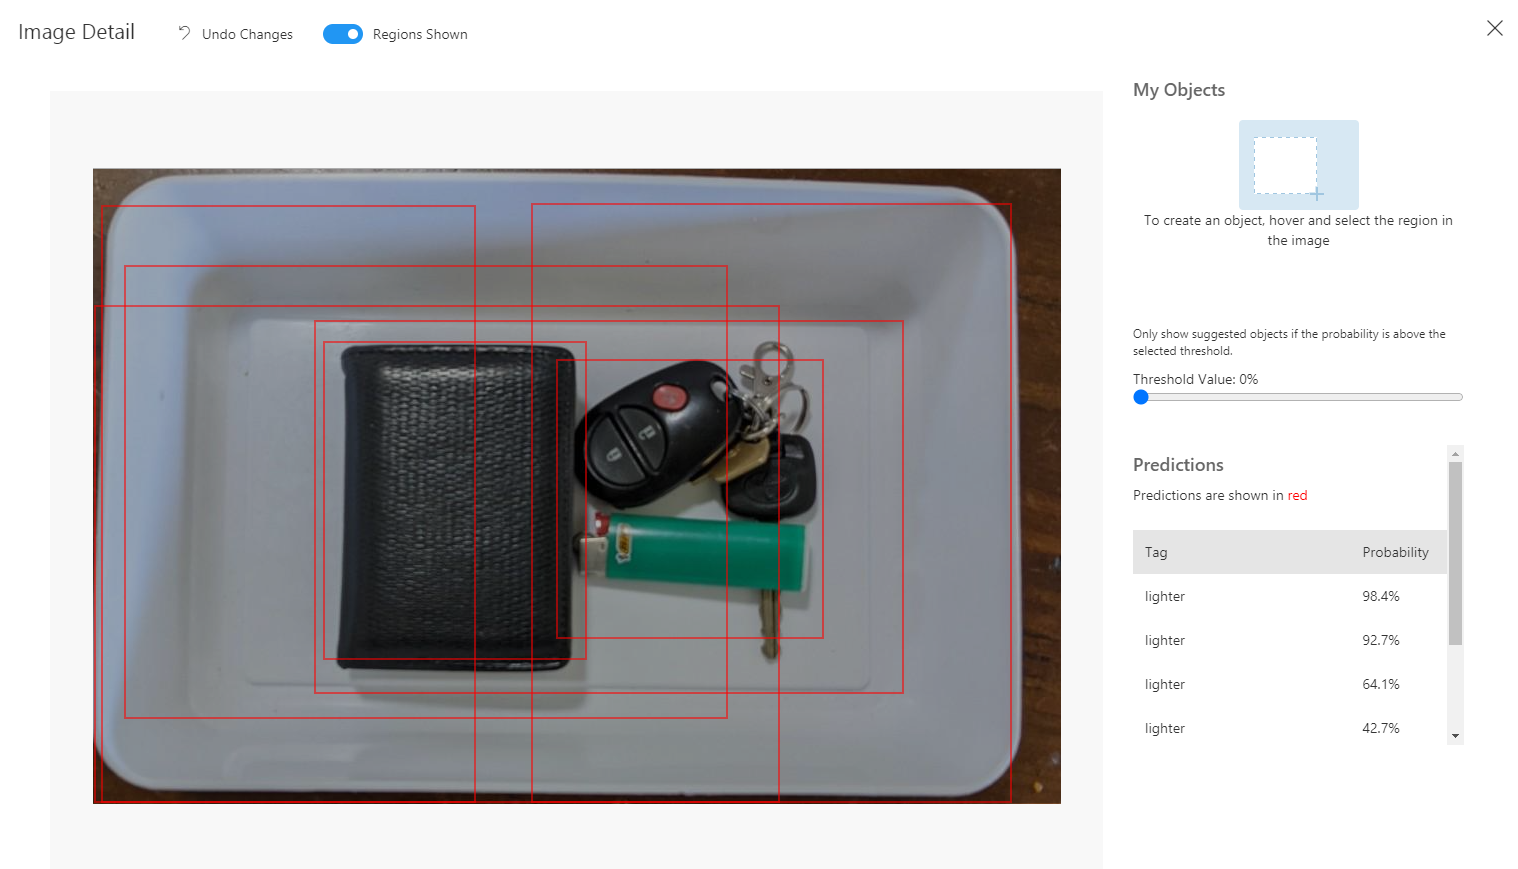 Image Detail
Undo Changes
Regions Shown
My Objects
To create an object, hover and select the region in
the image
Only show suggested objects if the probability is above the
selected threshold.
Threshold Value: 0%
Predictions
Predictions are shown in red
Tag Probability
lighter 98.4%
lighter 92.7%
lighter 64.1%
lighter 42.7%